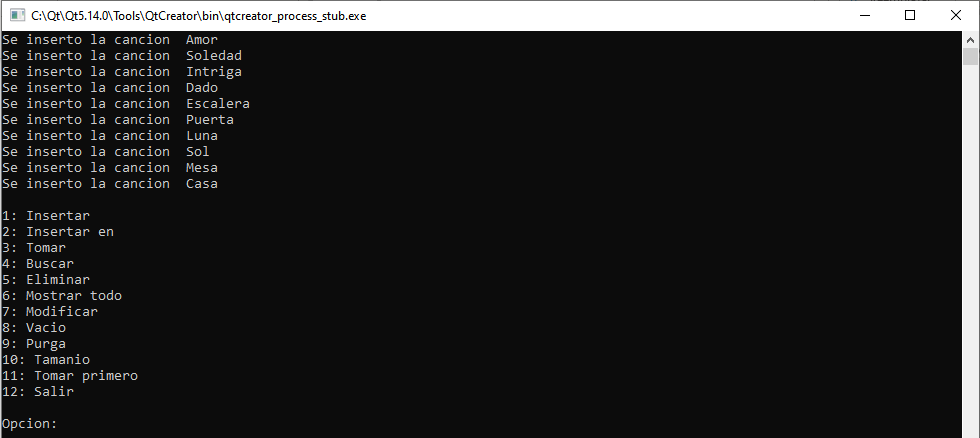 C:\Qt\Qt5.14.0\Tools\QtCreator\bin\qtcreator_process_stub.exe
Se inserto la cancion  Amor
Se inserto la cancion  Soledad
Se inserto la cancion  Intriga
Se inserto la cancion  Dado
Se inserto la cancion  Escalera
Se inserto la cancion  Puerta
Se inserto la cancion  Luna
Se inserto la cancion  Sol
Se inserto la cancion  Mesa
Se inserto la cancion  Casa
1: Insertar
2: Insertar en
3: Tomar
4: Buscar
5: Eliminar
6: Mostrar todo
7: Modificar
8: Vacio
9: Purga
10: Tamanio
11: Tomar primero
12: Salir
Opcion: